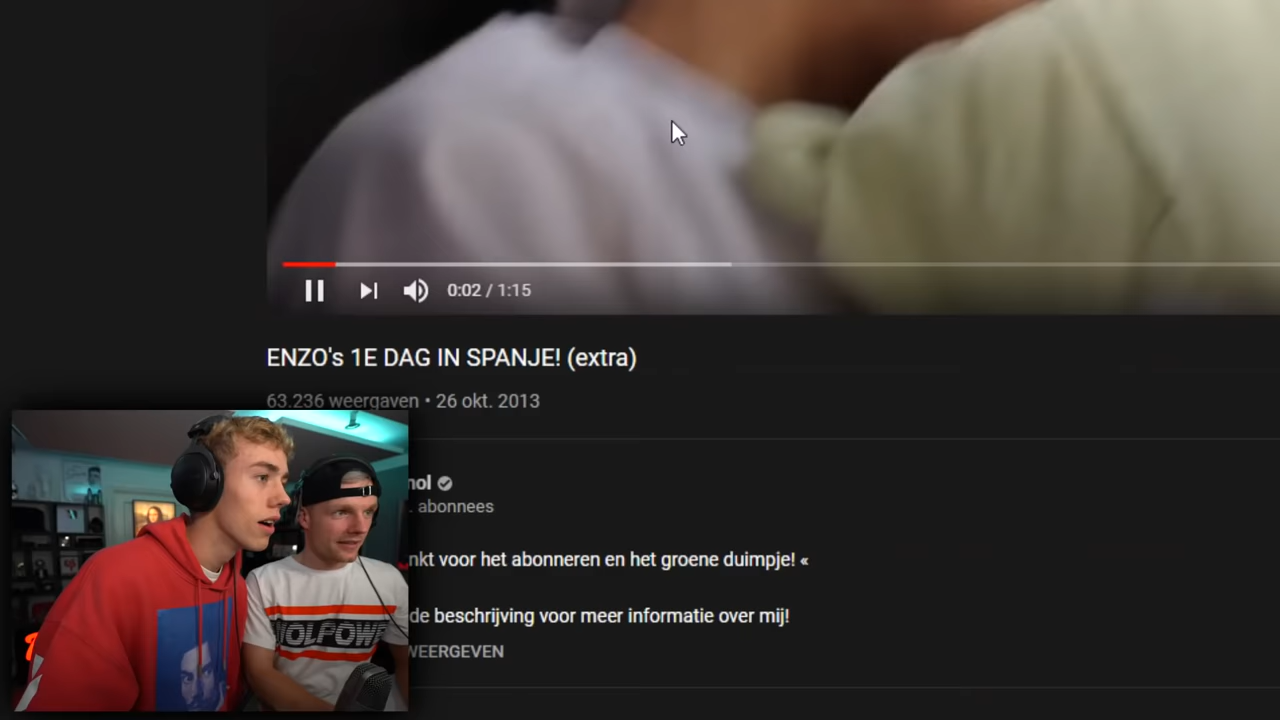 0:02 / 1:15
ENZO's 1E DAG IN SPANJE! (extra)
63.236 weergaven • 26 okt. 2013
nol
. abonnees
nkt voor het abonneren en het groene duimpje! «
de beschrijving voor meer informatie over mij!
WEERGEVEN